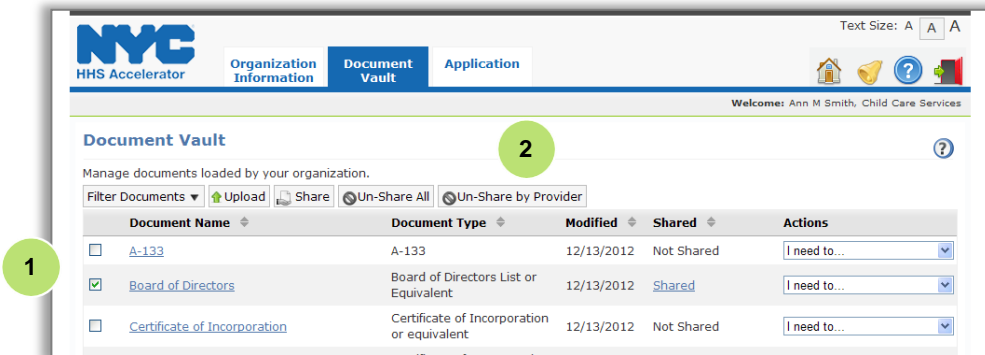 Text Size: A A A
NYC
HHS Accelerator
Organization Information
Document Vault
Application
?
Welcome: Ann M Smith, Child Care Services
Document Vault
?
2
Manage documents loaded by your organization.
Filter Documents Upload Share Un-Share All Un-Share by Provider
Document Name Document Type Modified Shared Actions
1
A-133 A-133 12/13/2012 Not Shared I need to...
Board of Directors Board of Directors List or Equivalent 12/13/2012 Shared I need to...
Certificate of Incorporation Certificate of Incorporation or equivalent 12/13/2012 Not Shared I need to...